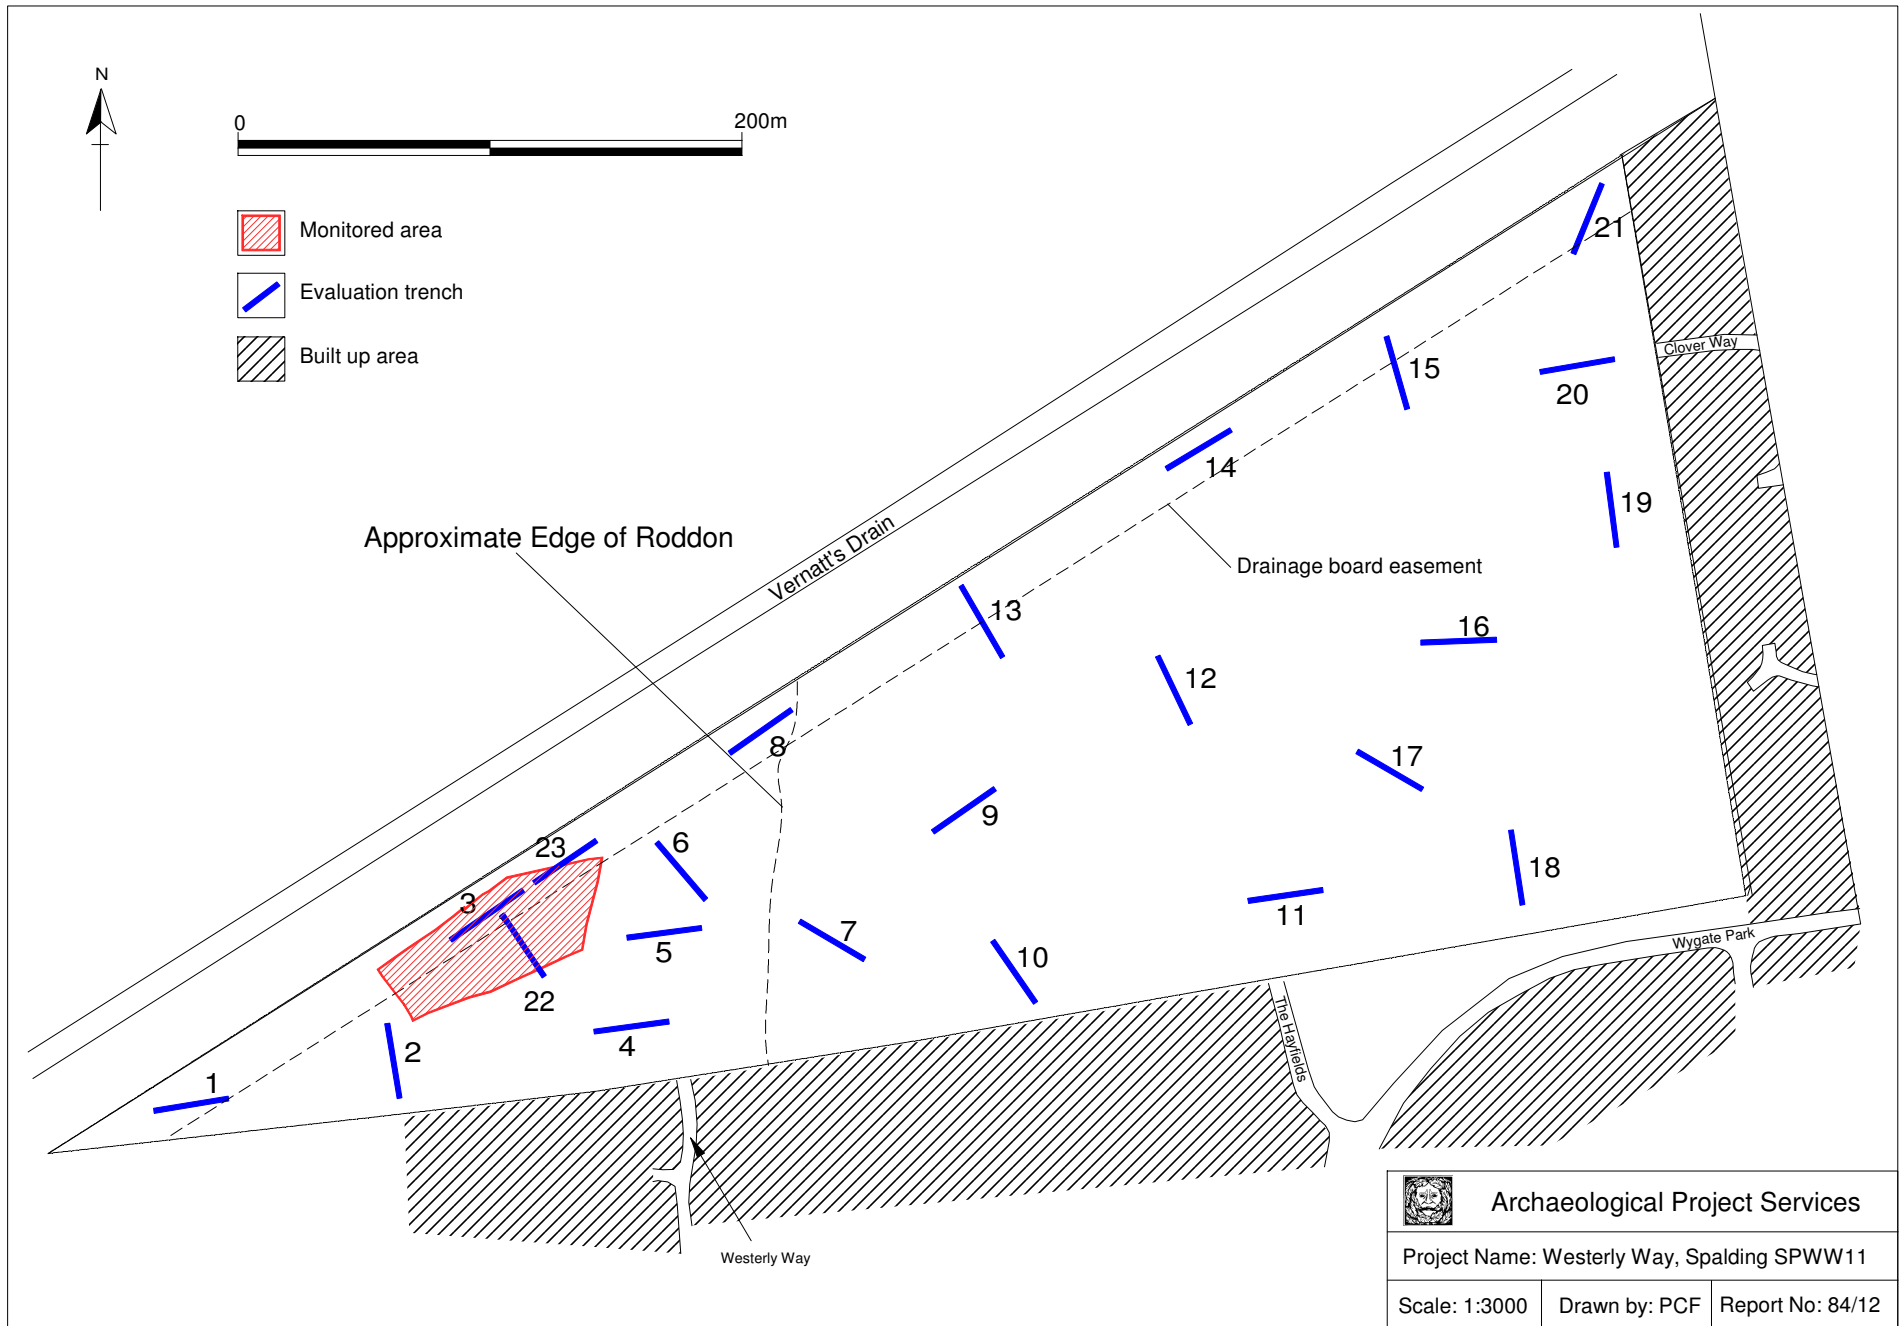 N
0 200m
Monitored area
Evaluation trench
Built up area
Approximate Edge of Roddon
Vernatt's Drain
Drainage board easement
Clover Way
21
15
20
14
19
13
16
12
8
17
9
23
6
3
18
11
5
7
10
22
4
2
1
Wygate Park
The Hayfields
Westerly Way
Archaeological Project Services
Project Name: Westerly Way, Spalding SPWW11
Scale: 1:3000 Drawn by: PCF Report No: 84/12